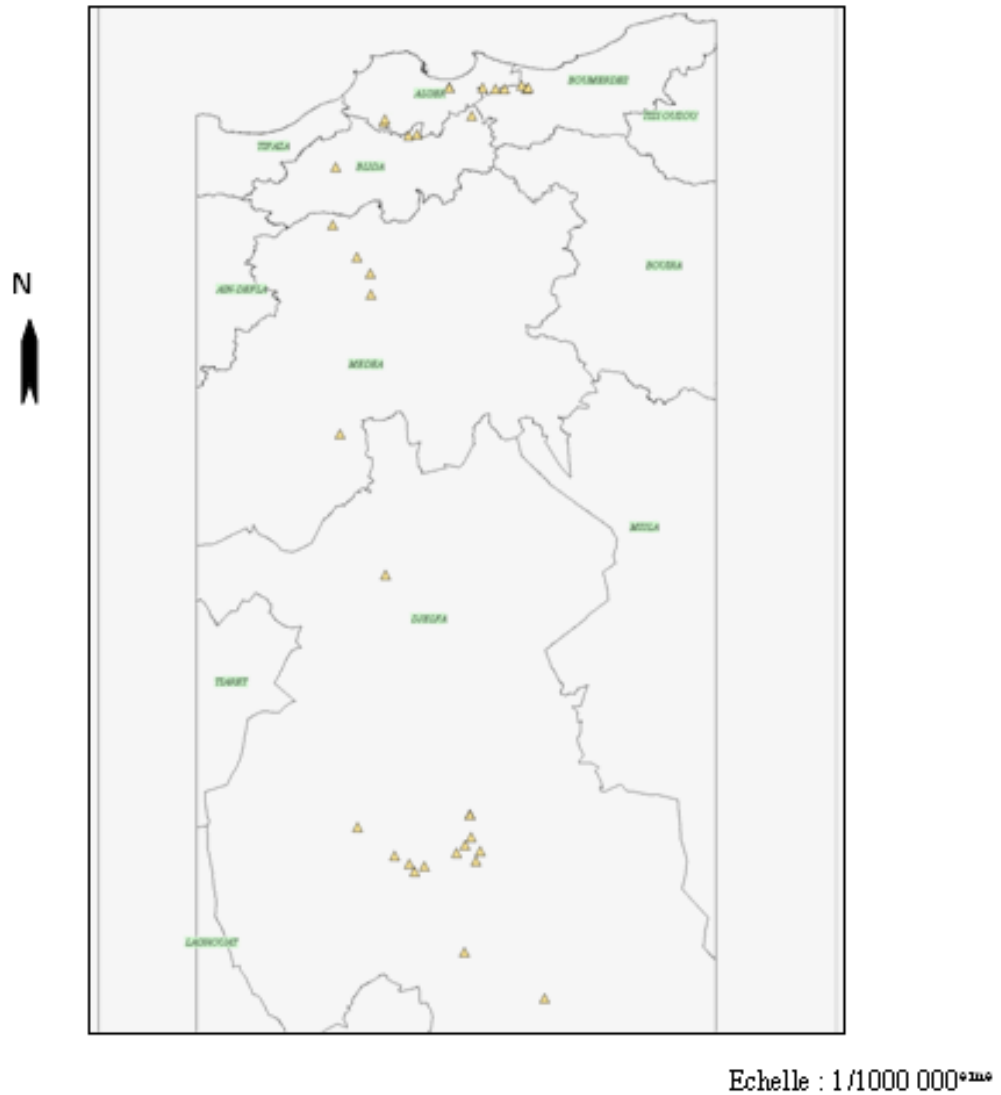 BOUMERDES
ALGER
TIZI OUZOU
TIPAZA
BLIDA
BOUIRA
N
AIN-DEFLA
MEDEA
MSILA
DJELFA
TIARET
LAGHOUAT
Echelle : 1/1000 000ème